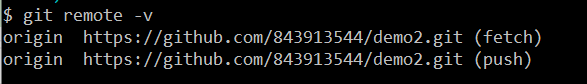 $ git remote -v
origin  https://github.com/843913544/demo2.git (fetch)
origin  https://github.com/843913544/demo2.git (push)